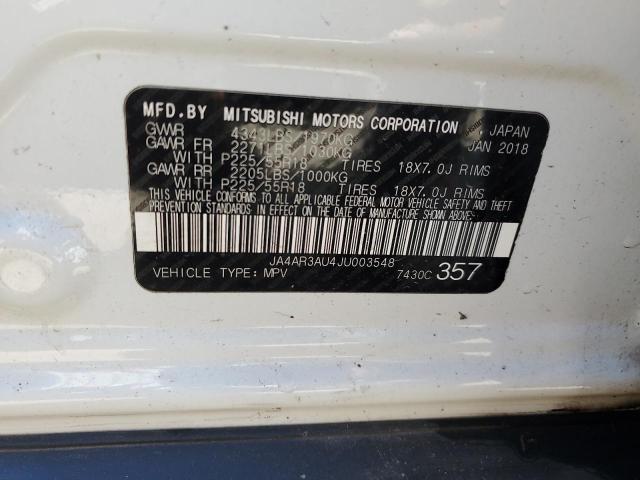 MFD.BY MITSUBISHI MOTORS CORPORATION , JAPAN
GVWR 4343LBS/1970KG JAN 2018
GAWR FR 2271LBS/1030KG
WITH P225/55R18 TIRES 18X7.0J RIMS
GAWR RR 2205LBS/1000KG
WITH P225/55R18 TIRES 18X7.0J RIMS
THIS VEHICLE CONFORMS TO ALL APPLICABLE FEDERAL MOTOR VEHICLE SAFETY AND THEFT
PREVENTION STANDARDS IN EFFECT ON THE DATE OF MANUFACTURE SHOWN ABOVE.
JA4AR3AU4JU003548
VEHICLE TYPE:MPV 7430C 357